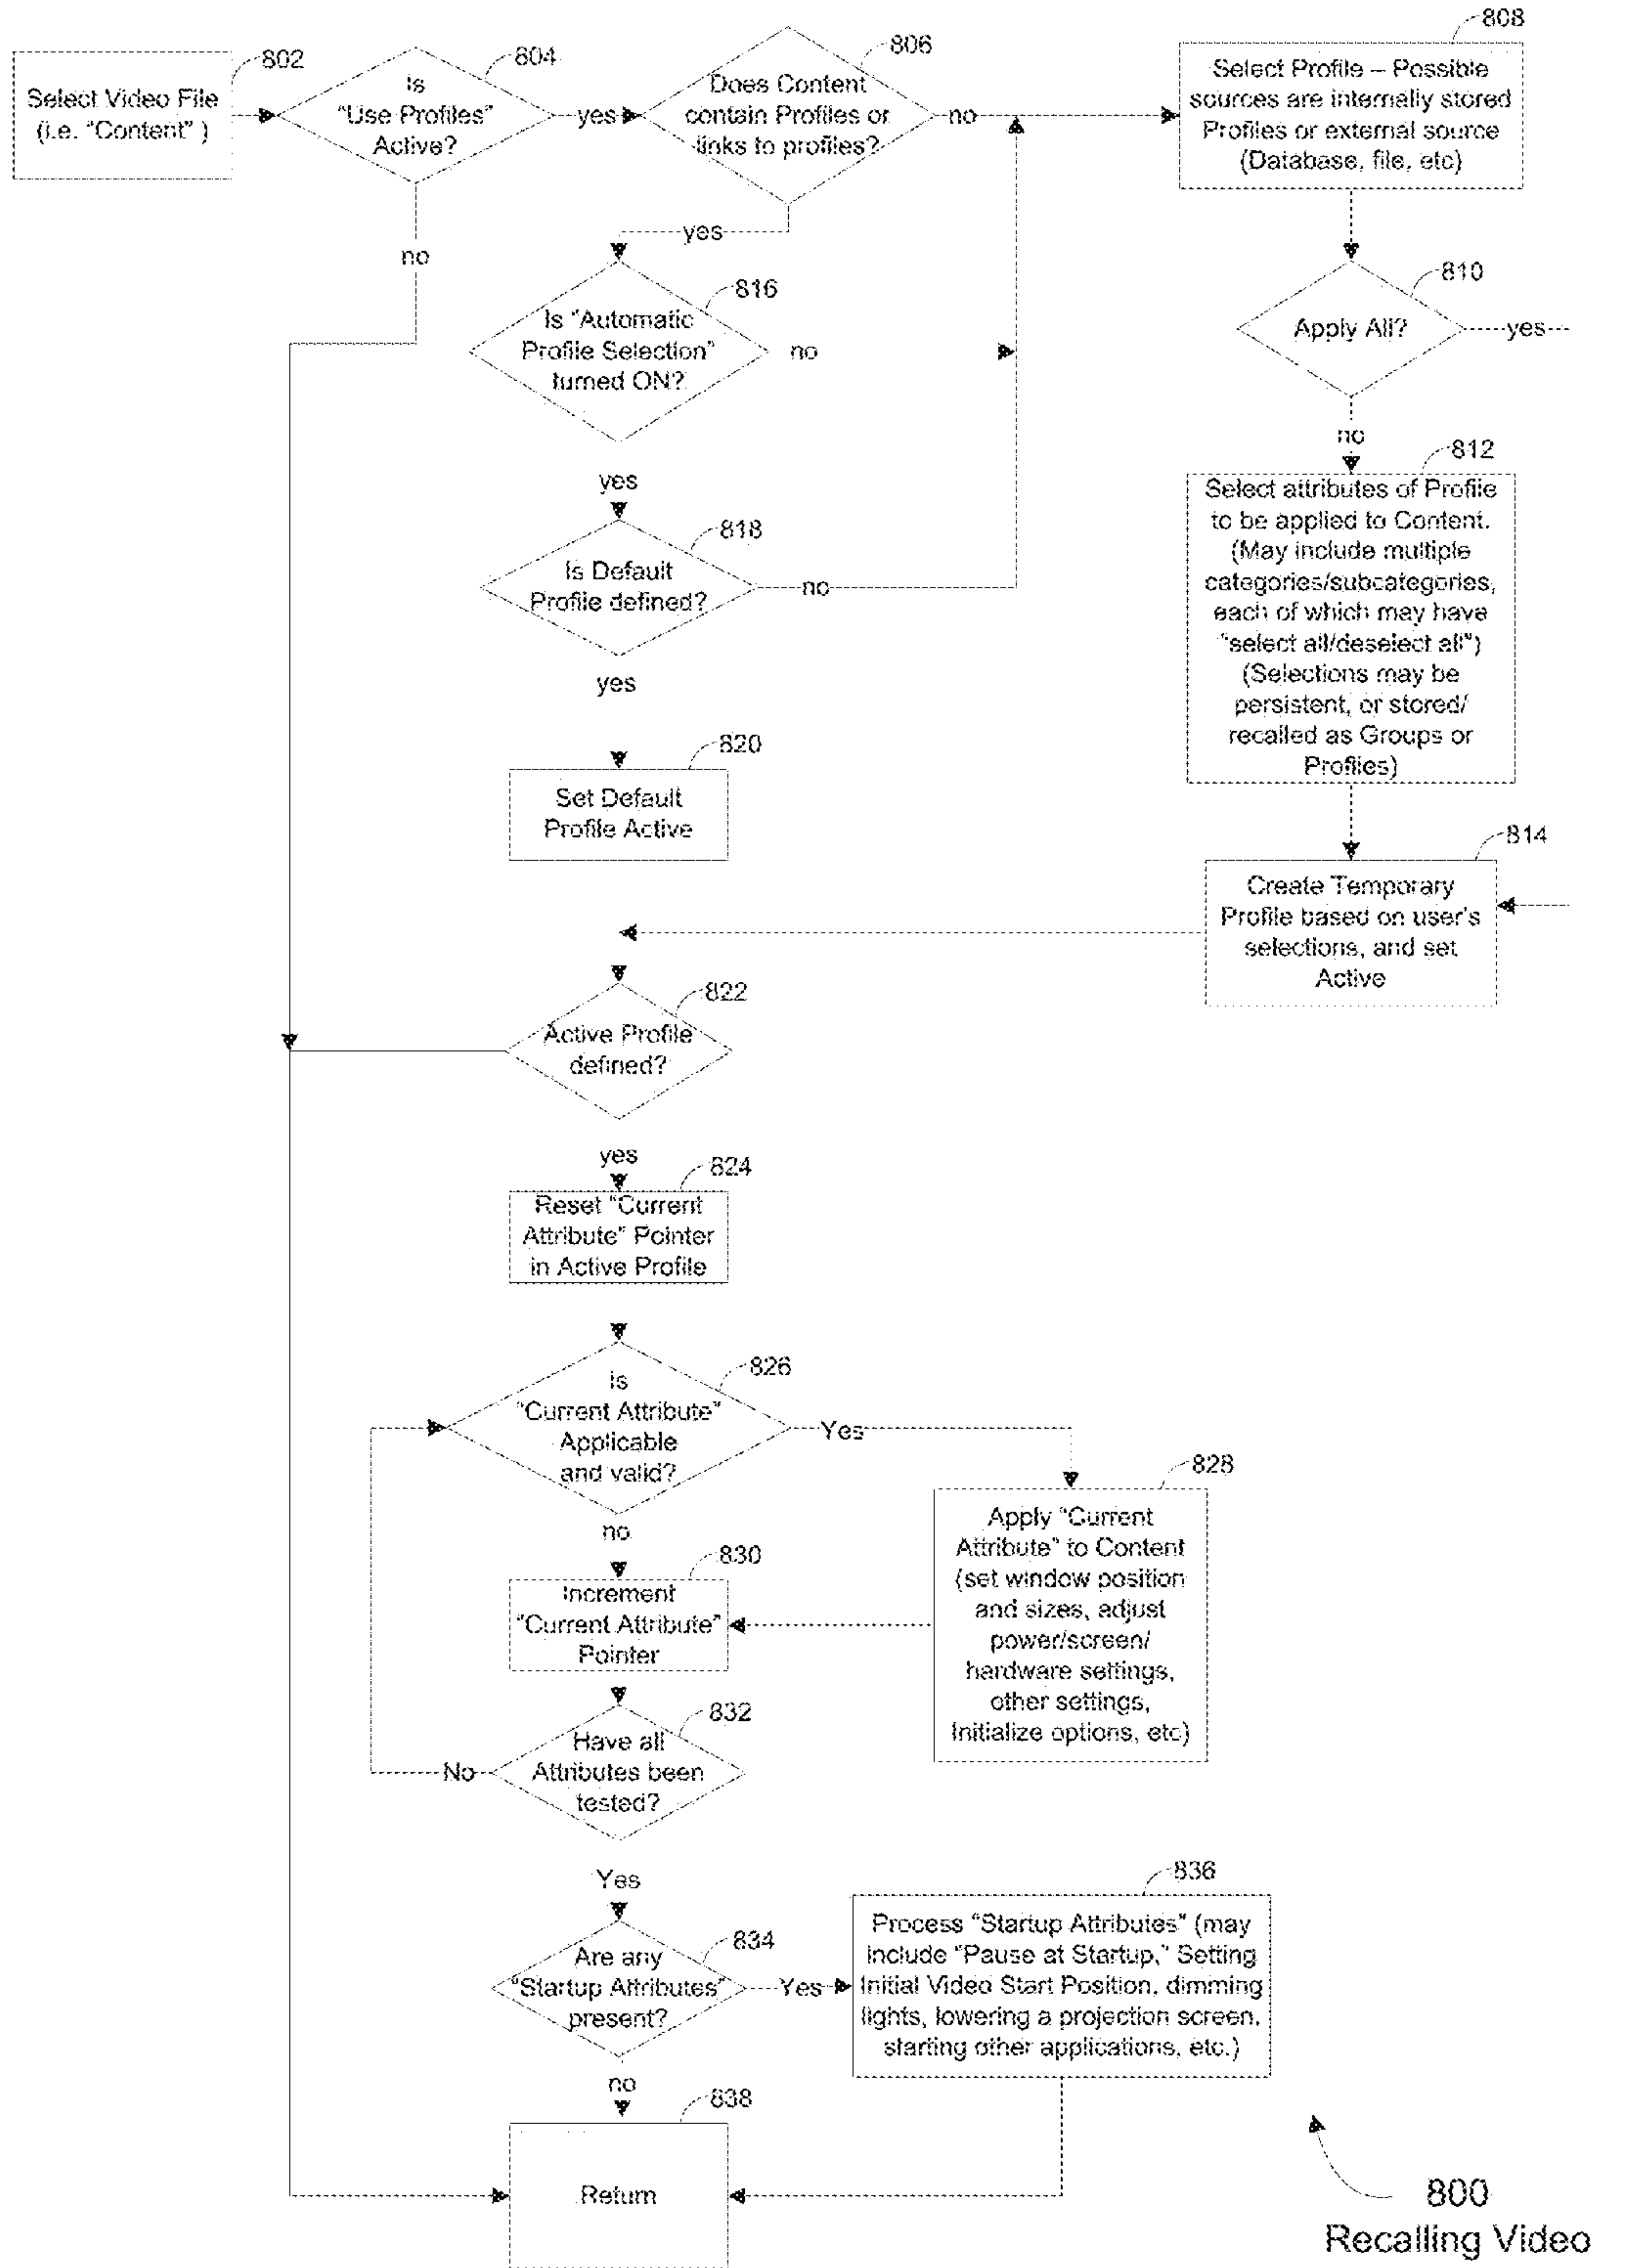 802
Select Video File
(i.e. "Content" )
804
Is
"Use Profiles"
Active?
yes
no
806
Does Content
contain Profiles or
links to profiles?
no
yes
808
Select Profile – Possible
sources are internally stored
Profiles or external source
(Database, file, etc)
810
Apply All?
yes
no
812
Select attributes of Profile
to be applied to Content.
(May include multiple
categories/subcategories,
each of which may have
"select all/deselect all")
(Selections may be
persistent, or stored/
recalled as Groups or
Profiles)
814
Create Temporary
Profile based on user's
selections, and set
Active
816
Is "Automatic
Profile Selection"
turned ON?
no
yes
818
Is Default
Profile defined?
no
yes
820
Set Default
Profile Active
822
Active Profile
defined?
yes
824
Reset "Current
Attribute" Pointer
in Active Profile
826
Is
"Current Attribute"
Applicable
and valid?
Yes
no
828
Apply "Current
Attribute" to Content
(set window position
and sizes, adjust
power/screen/
hardware settings,
other settings,
Initialize options, etc)
830
Increment
"Current Attribute"
Pointer
832
Have all
Attributes been
tested?
No
Yes
834
Are any
"Startup Attributes"
present?
Yes
no
836
Process "Startup Attributes" (may
include "Pause at Startup," Setting
Initial Video Start Position, dimming
lights, lowering a projection screen,
starting other applications, etc.)
838
Return
800
Recalling Video